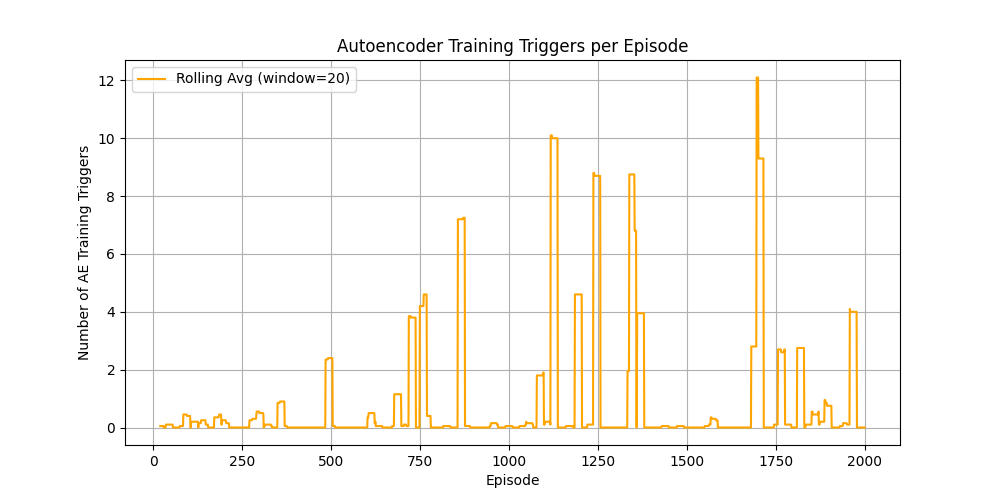 Autoencoder Training Triggers per Episode
Rolling Avg (window=20)
Number of AE Training Triggers
12
10
8
6
4
2
0
0 250 500 750 1000 1250 1500 1750 2000
Episode